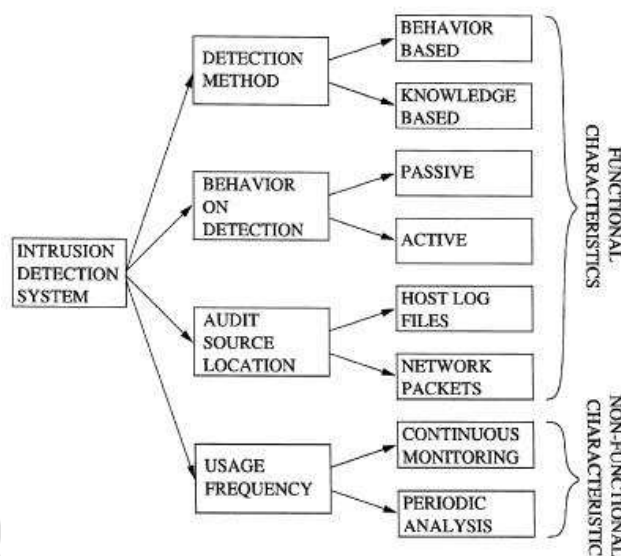 DETECTION
METHOD
BEHAVIOR
BASED
KNOWLEDGE
BASED
BEHAVIOR
ON
DETECTION
PASSIVE
ACTIVE
INTRUSION
DETECTION
SYSTEM
AUDIT
SOURCE
LOCATION
HOST LOG
FILES
NETWORK
PACKETS
USAGE
FREQUENCY
CONTINUOUS
MONITORING
PERIODIC
ANALYSIS
FUNCTIONAL
CHARACTERISTICS
NON-FUNCTIONAL
CHARACTERISTIC